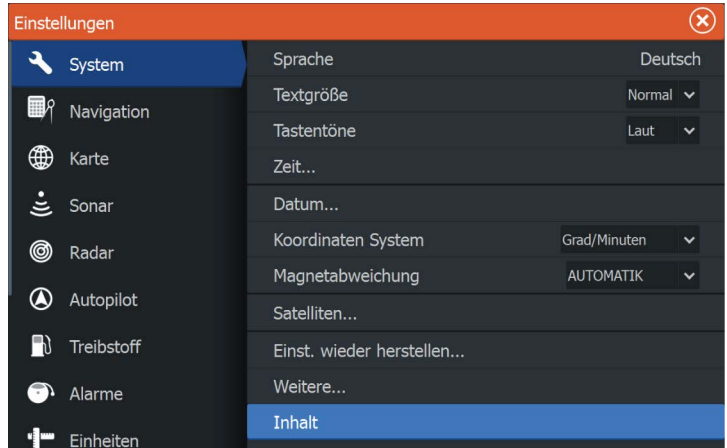 Einstellungen
System
Navigation
Karte
Sonar
Radar
Autopilot
Treibstoff
Alarme
Einheiten
Sprache Deutsch
Textgröße Normal
Tastentöne Laut
Zeit...
Datum...
Koordinaten System Grad/Minuten
Magnetabweichung AUTOMATIK
Satelliten...
Einst. wieder herstellen...
Weitere...
Inhalt